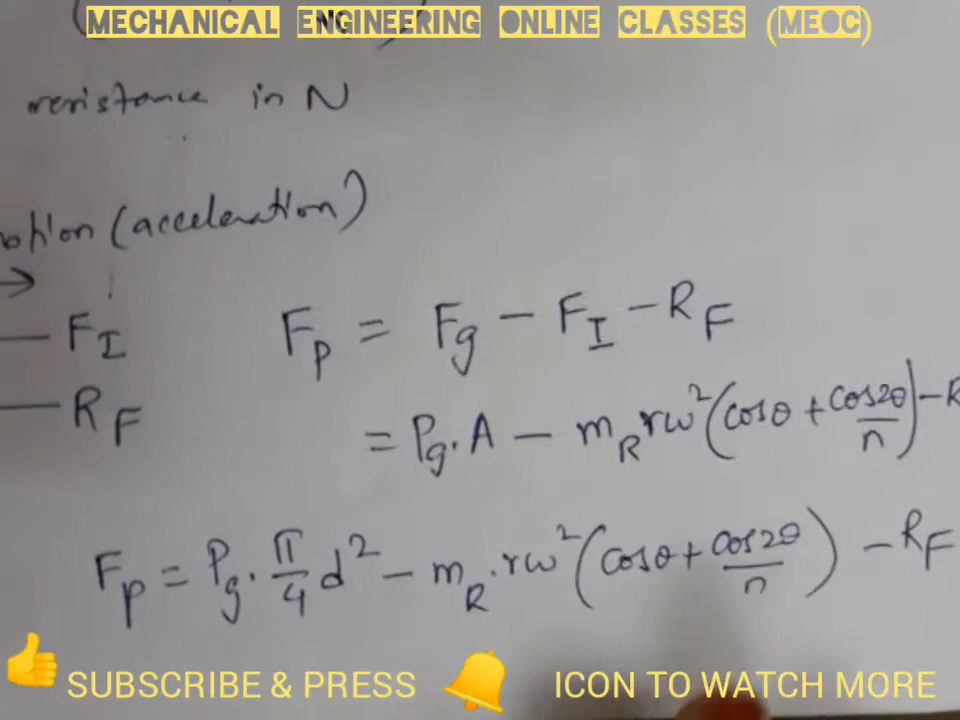 MECHANICAL ENGINEERING ONLINE CLASSES (MEOC)
resistance in N
otion (acceleration)
→
— F_I
F_p = F_g - F_I - R_F
— R_F
= P_g . A - m_R rω² (cosθ + cos2θ/n) - R
F_p = P_g . π/4 d² - m_R . rω² (cosθ + cos2θ/n) - R_F
SUBSCRIBE & PRESS ICON TO WATCH MORE